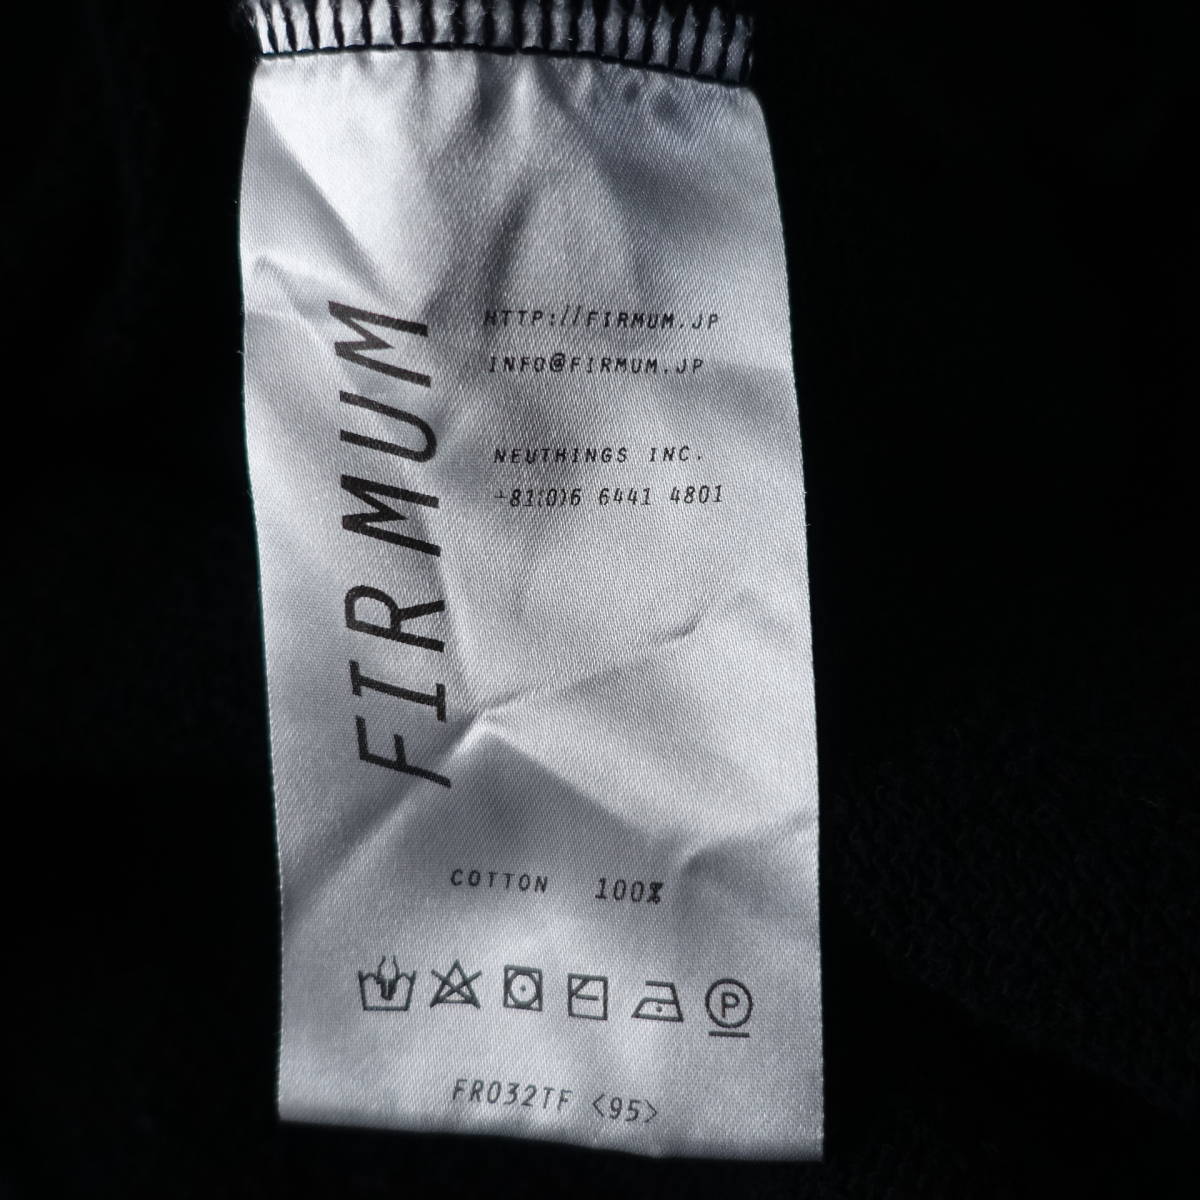 FIRMUM
HTTP://FIRMUM.JP
INFO@FIRMUM.JP
NEUTHINGS INC.
+81(0)6 6441 4801
COTTON 100%
P
FR032TF <95>